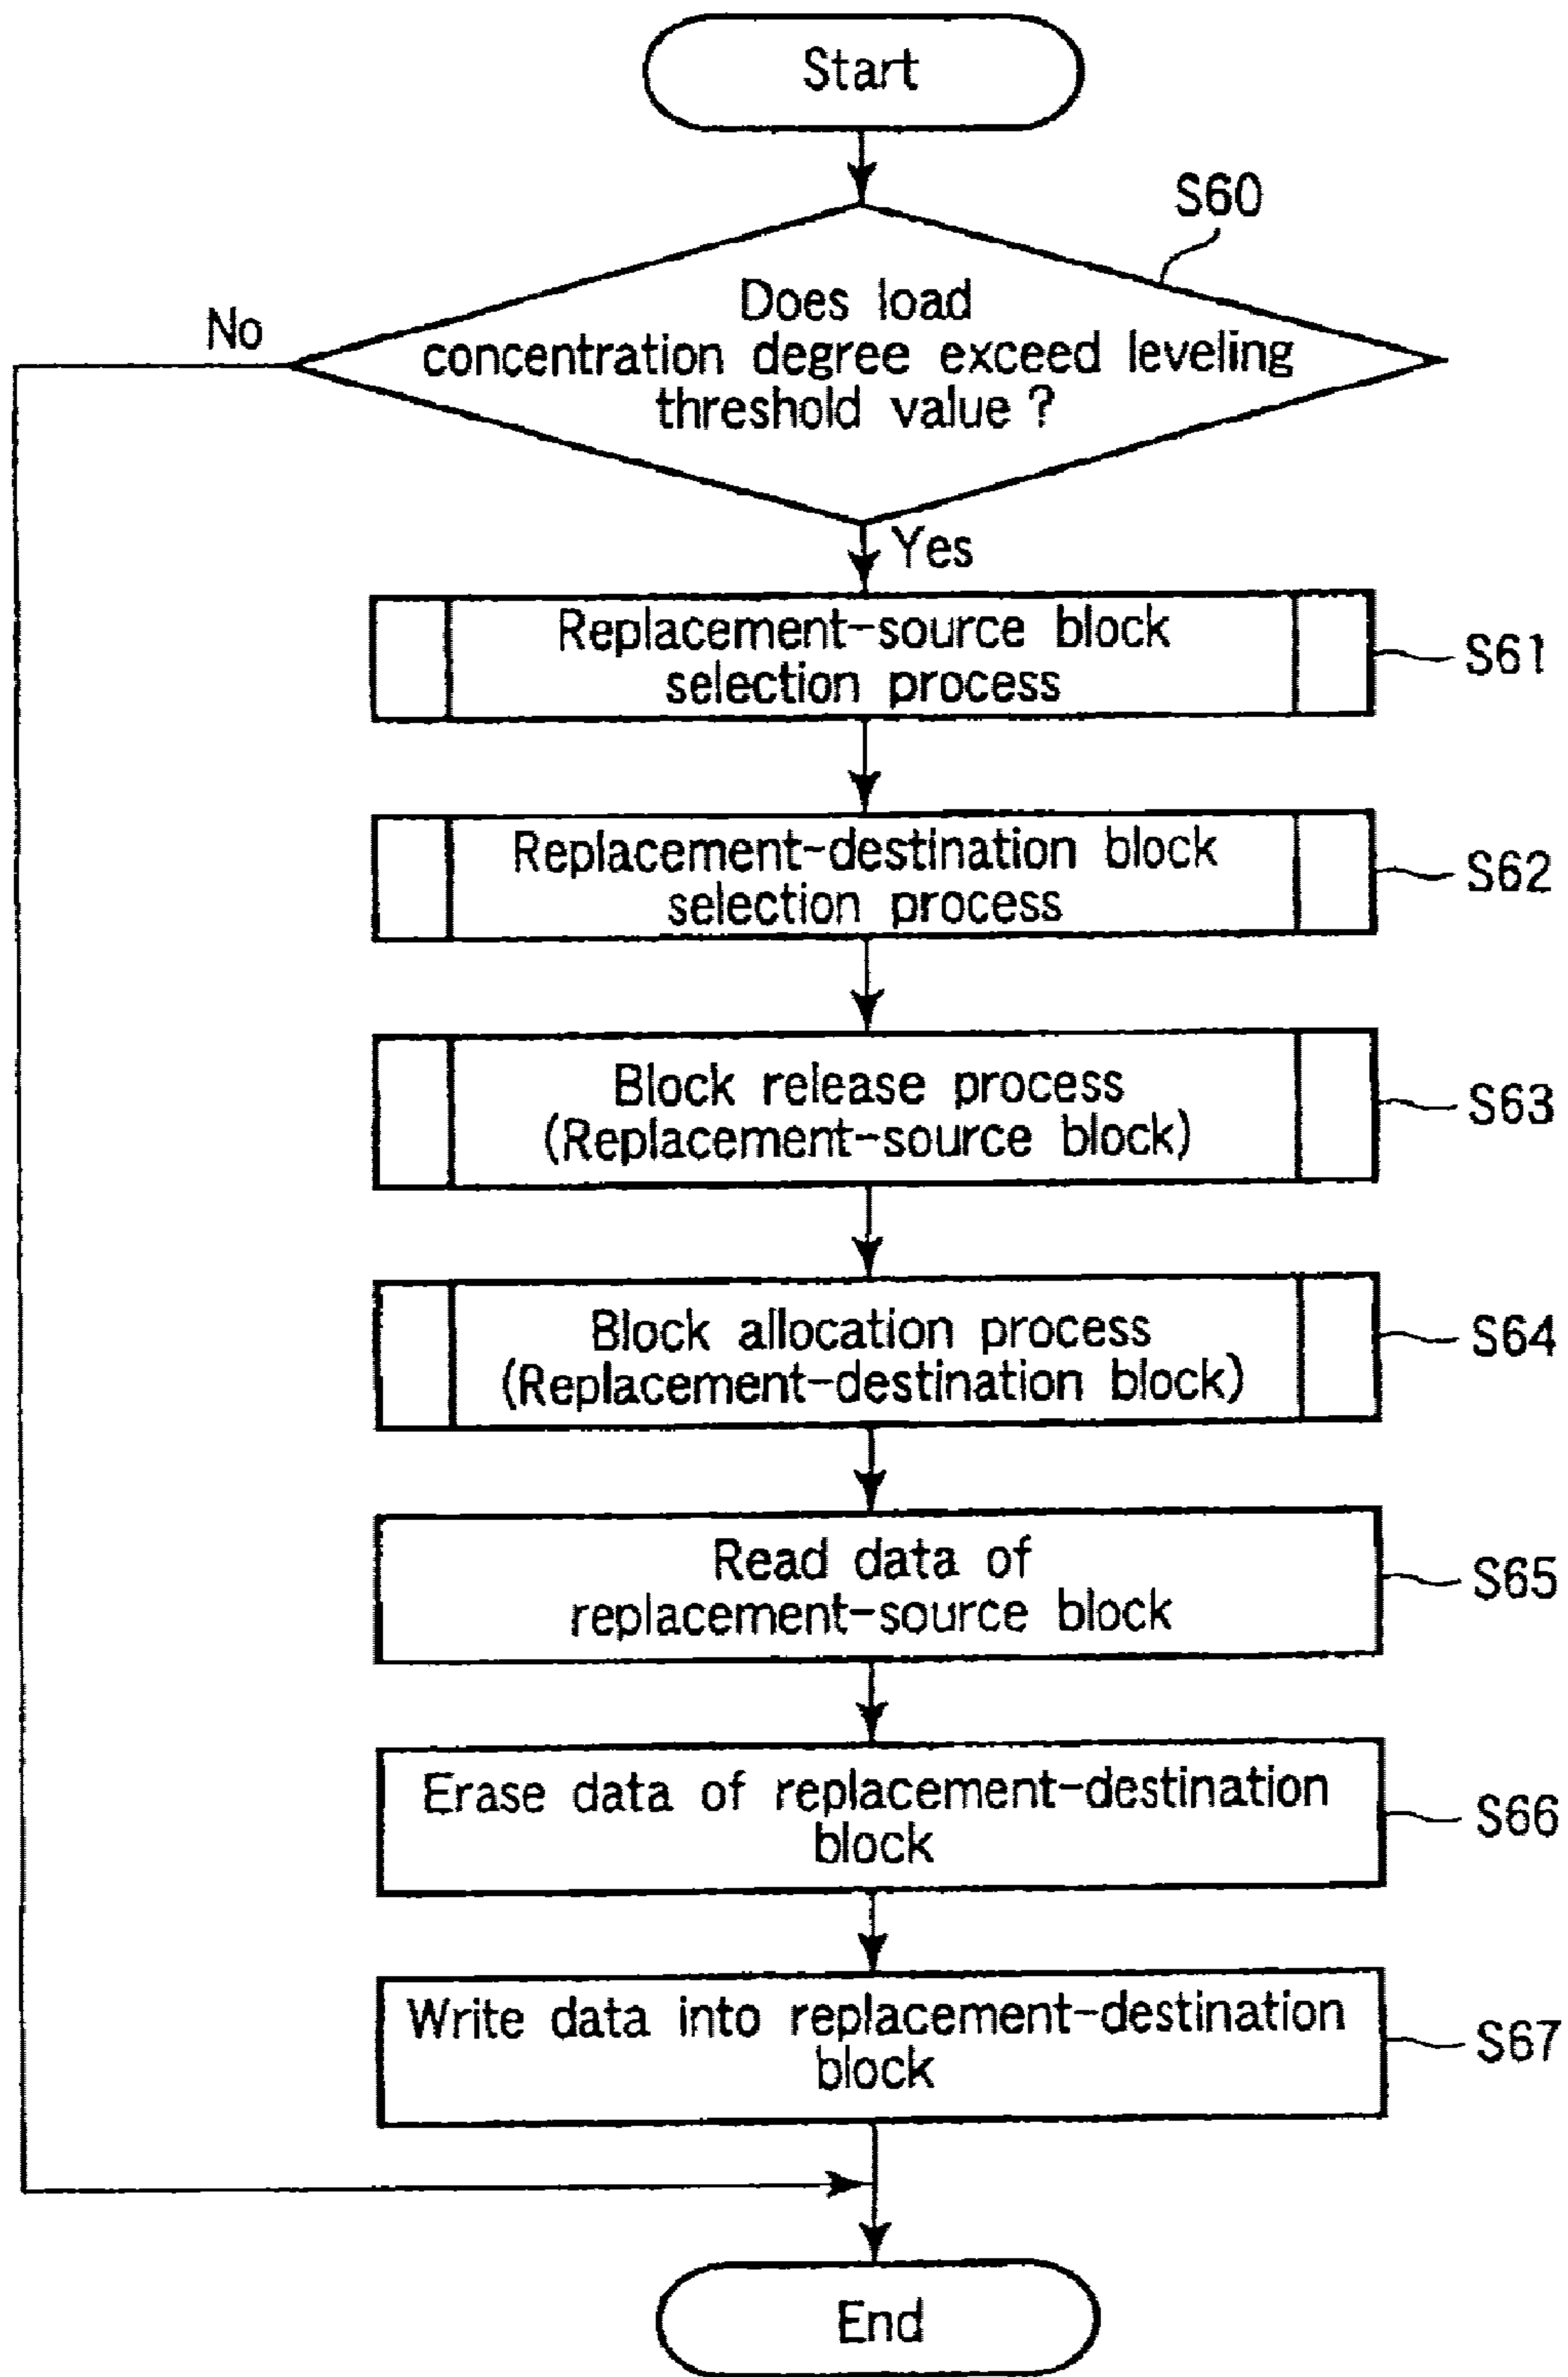 Start
S60
Does load
concentration degree exceed leveling
threshold value ?
No
Yes
Replacement-source block
selection process
S61
Replacement-destination block
selection process
S62
Block release process
(Replacement-source block)
S63
Block allocation process
(Replacement-destination block)
S64
Read data of
replacement-source block
S65
Erase data of replacement-destination
block
S66
Write data into replacement-destination
block
S67
End